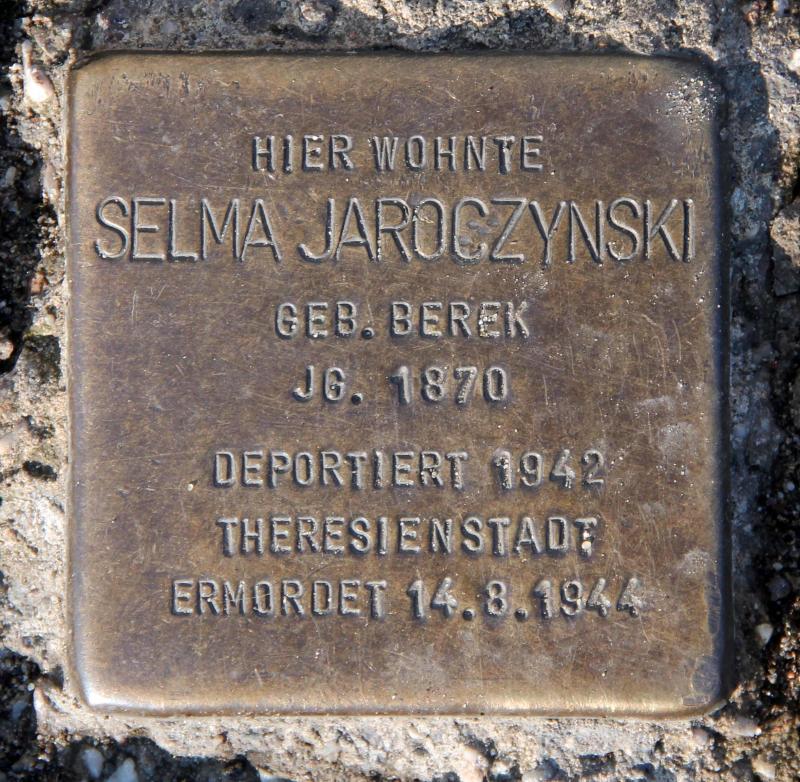 HIER WOHNTE
SELMA JAROCZYNSKI
GEB. BEREK
JG. 1870
DEPORTIERT 1942
THERESIENSTADT
ERMORDET 14.8.1944